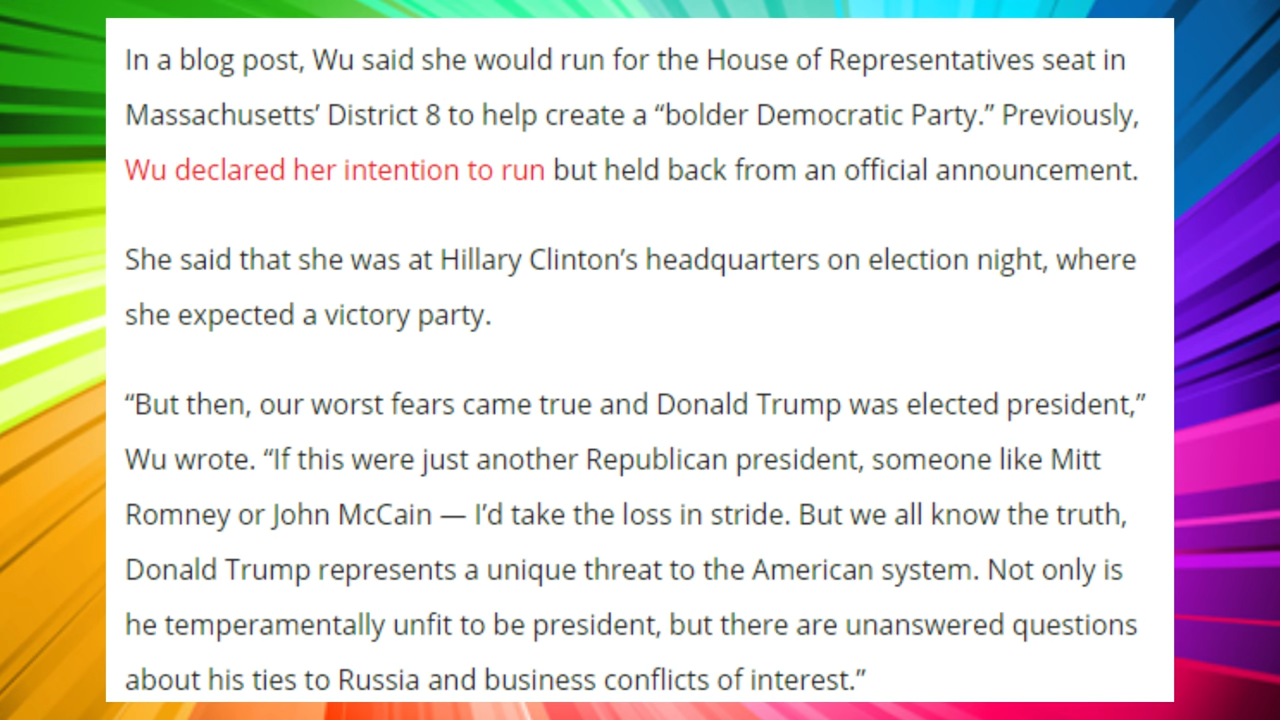 In a blog post, Wu said she would run for the House of Representatives seat in
Massachusetts’ District 8 to help create a “bolder Democratic Party.” Previously,
Wu declared her intention to run but held back from an official announcement.
She said that she was at Hillary Clinton’s headquarters on election night, where
she expected a victory party.
“But then, our worst fears came true and Donald Trump was elected president,”
Wu wrote. “If this were just another Republican president, someone like Mitt
Romney or John McCain — I’d take the loss in stride. But we all know the truth,
Donald Trump represents a unique threat to the American system. Not only is
he temperamentally unfit to be president, but there are unanswered questions
about his ties to Russia and business conflicts of interest.”